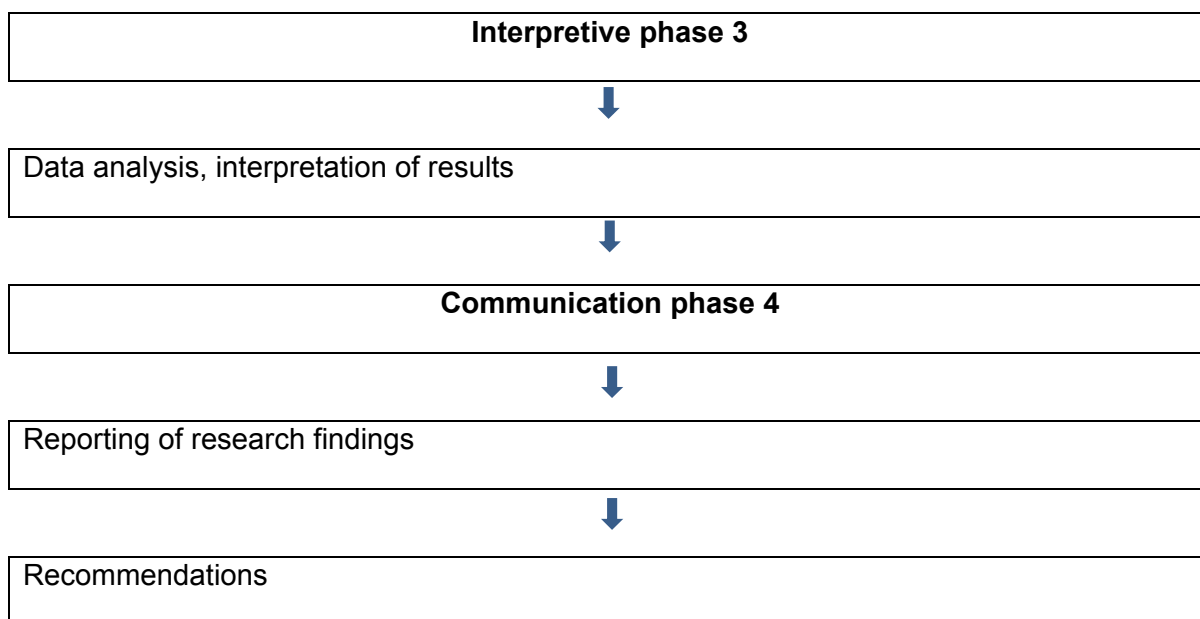 Interpretive phase 3
Data analysis, interpretation of results
Communication phase 4
Reporting of research findings
Recommendations